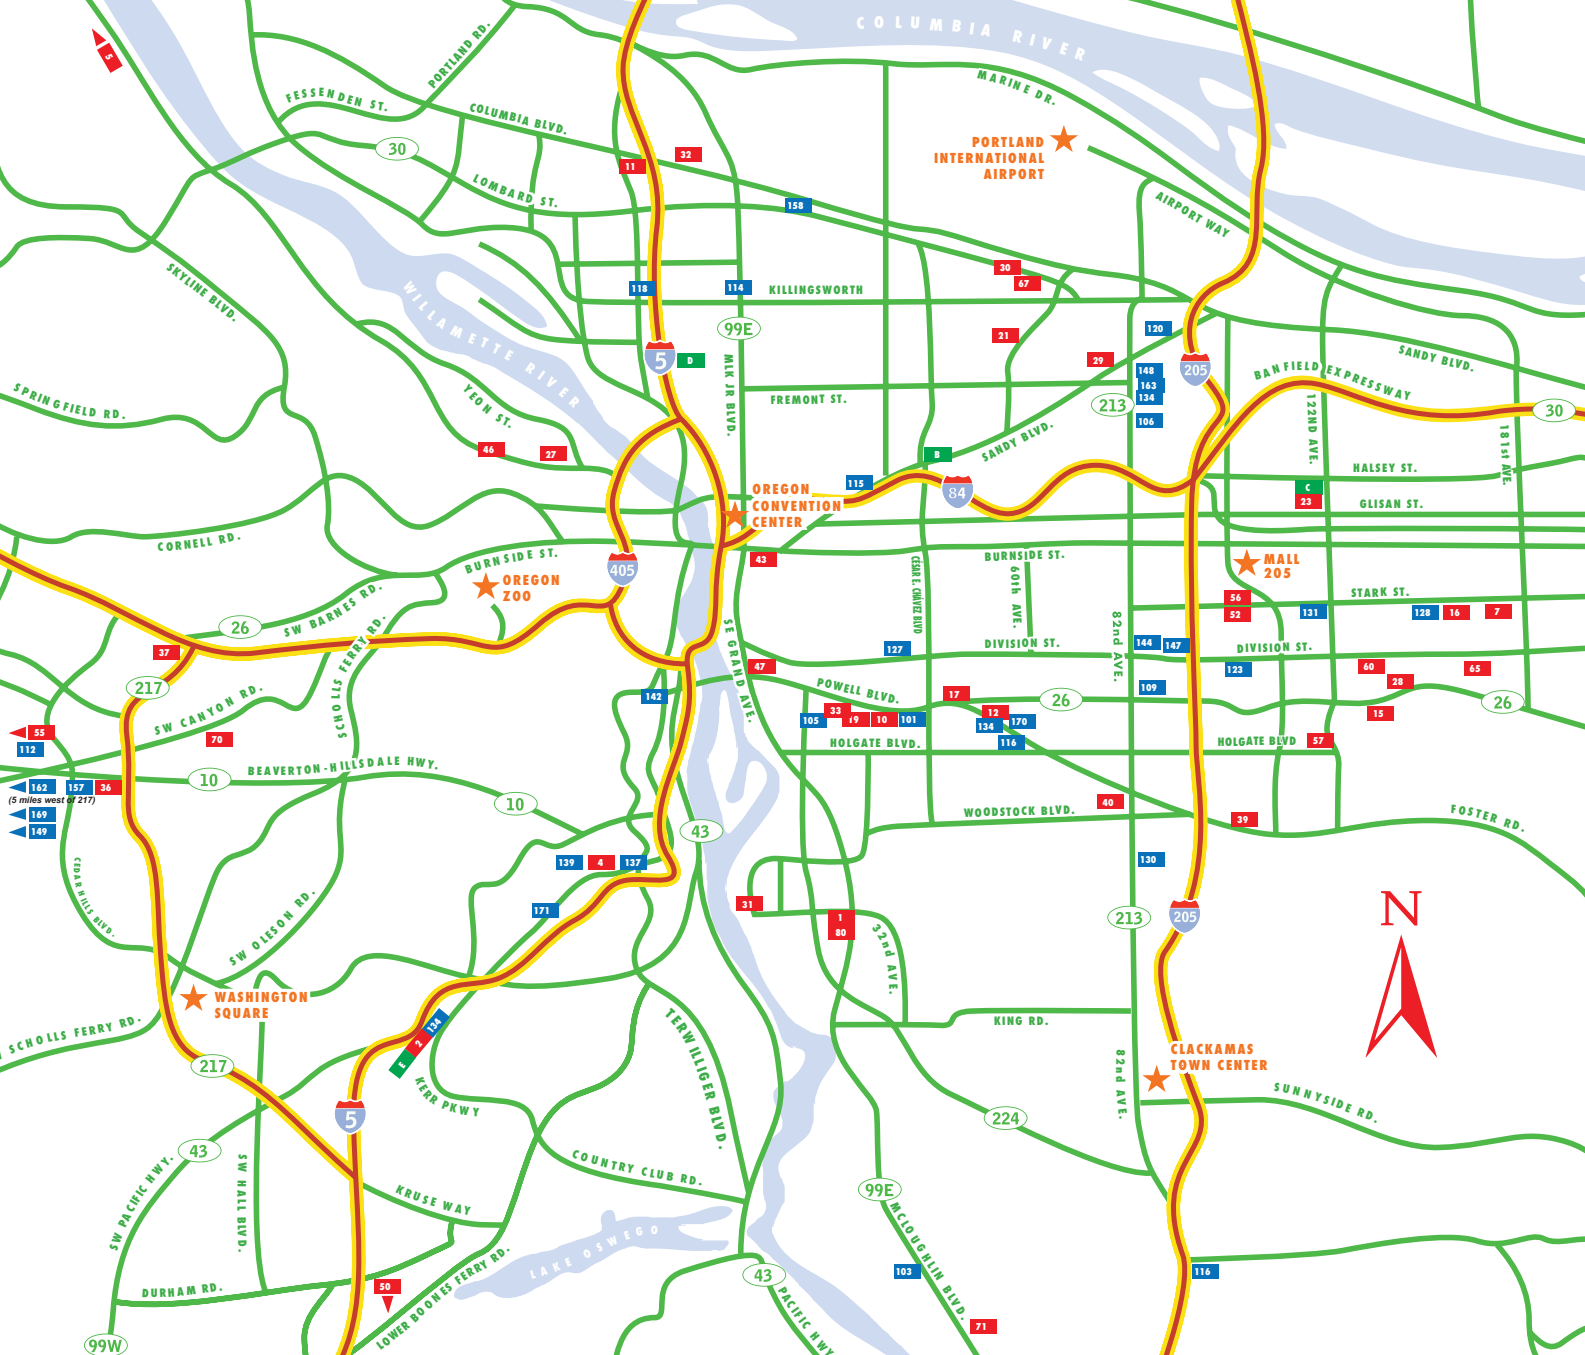 COLUMBIA RIVER
5
PORTLAND RD.
MARINE DR.
FESSENDEN ST.
COLUMBIA BLVD.
PORTLAND
INTERNATIONAL
AIRPORT
30
32
11
LOMBARD ST.
158
AIRPORT WAY
SKYLINE BLVD.
30
67
118
114
KILLINGSWORTH
WILLAMETTE RIVER
99E
120
21
5
D
29
SANDY BLVD.
205
148
163
134
BANFIELD EXPRESSWAY
MLK JR BLVD.
FREMONT ST.
213
106
30
SPRINGFIELD RD.
YEON ST.
122ND AVE.
181st AVE.
46
27
B
SANDY BLVD.
HALSEY ST.
115
84
OREGON
CONVENTION
CENTER
C
23
GLISAN ST.
CORNELL RD.
BURNSIDE ST.
43
BURNSIDE ST.
405
OREGON
ZOO
CESAR E. CHÁVEZ BLVD
60th AVE.
MALL
205
SW BARNES RD.
26
56
52
131
STARK ST.
128
16
7
SCHOLLS FERRY RD.
SE GRAND AVE.
82nd AVE.
37
127
DIVISION ST.
144
147
DIVISION ST.
47
123
60
65
217
SW CANYON RD.
142
POWELL BLVD.
17
26
109
28
26
33
19
10
101
105
12
134
170
116
15
55
112
70
HOLGATE BLVD.
HOLGATE BLVD
57
10
BEAVERTON-HILLSDALE HWY.
162
157
36
(5 miles west of 217)
169
149
10
43
WOODSTOCK BLVD.
40
39
FOSTER RD.
CEDAR HILLS BLVD.
139
4
137
130
171
31
1
80
213
205
N
SW OLESON RD.
32nd AVE.
WASHINGTON
SQUARE
SCHOLLS FERRY RD.
134
2
E
TERWILLIGER BLVD.
KING RD.
82nd AVE.
CLACKAMAS
TOWN CENTER
217
KERR PKWY
5
SUNNYSIDE RD.
224
43
SW PACIFIC HWY.
SW HALL BLVD.
COUNTRY CLUB RD.
KRUSE WAY
99E
MCLOUGHLIN BLVD.
LAKE OSWEGO
DURHAM RD.
50
LOWER BOONES FERRY RD.
43
PACIFIC HWY
103
116
71
99W